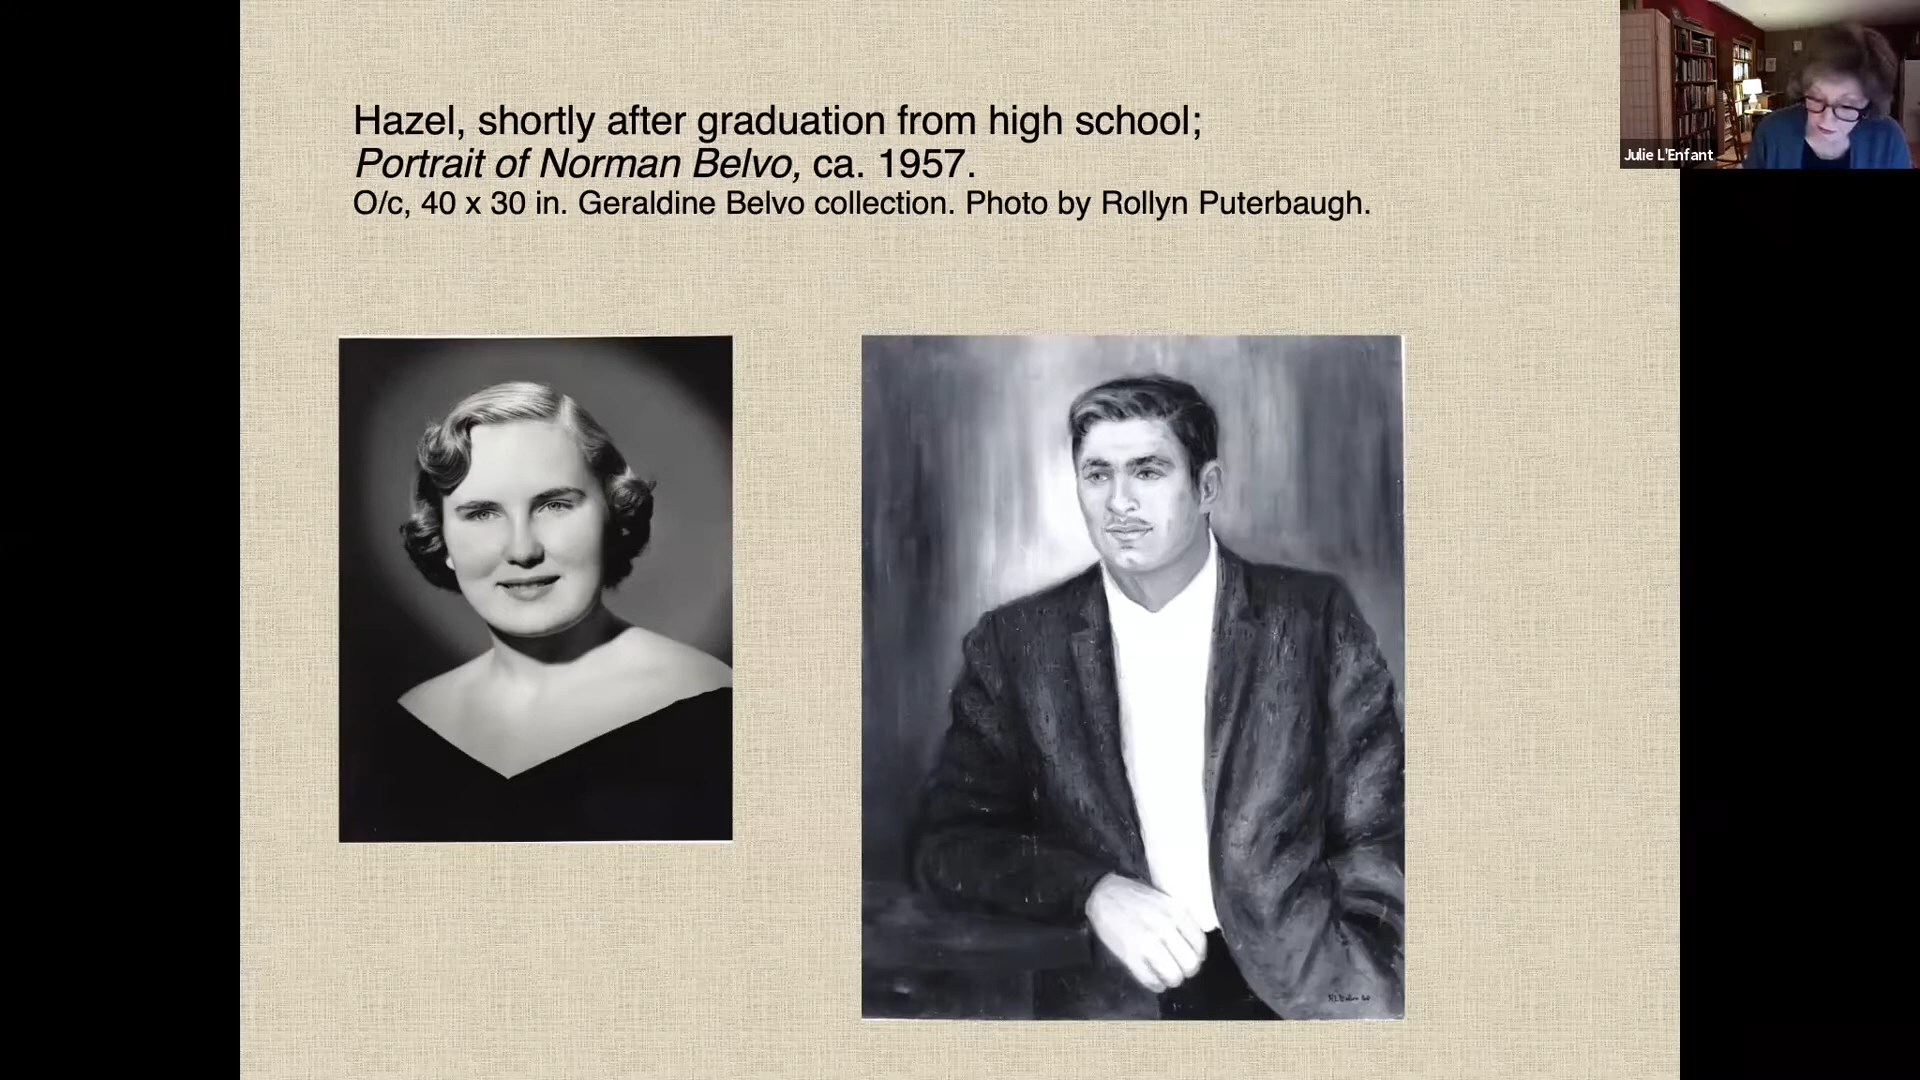 Hazel, shortly after graduation from high school;
Portrait of Norman Belvo, ca. 1957.
O/c, 40 x 30 in. Geraldine Belvo collection. Photo by Rollyn Puterbaugh.
Julie L'Enfant